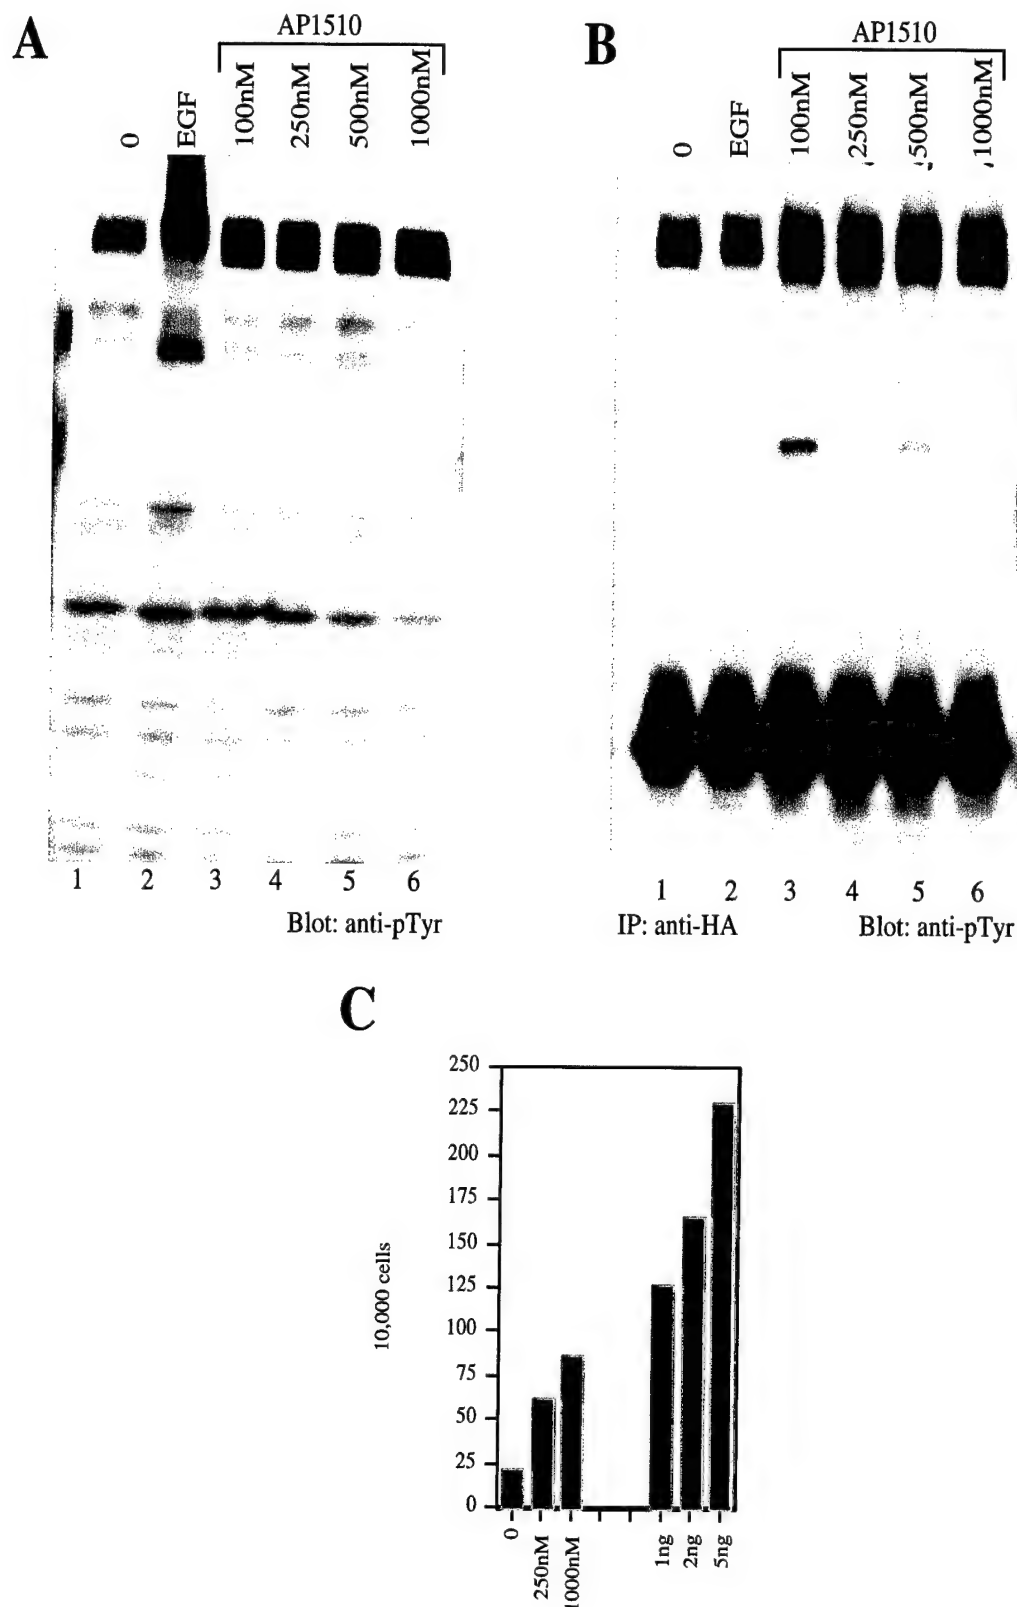 A
AP1510
0
EGF
100nM
250nM
500nM
1000nM
1 2 3 4 5 6
Blot: anti-pTyr
B
AP1510
0
EGF
100nM
250nM
500nM
1000nM
1 2 3 4 5 6
IP: anti-HA Blot: anti-pTyr
C
250
225
200
175
150
125
100
75
50
25
0
10,000 cells
0
250nM
1000nM
1ng
2ng
5ng